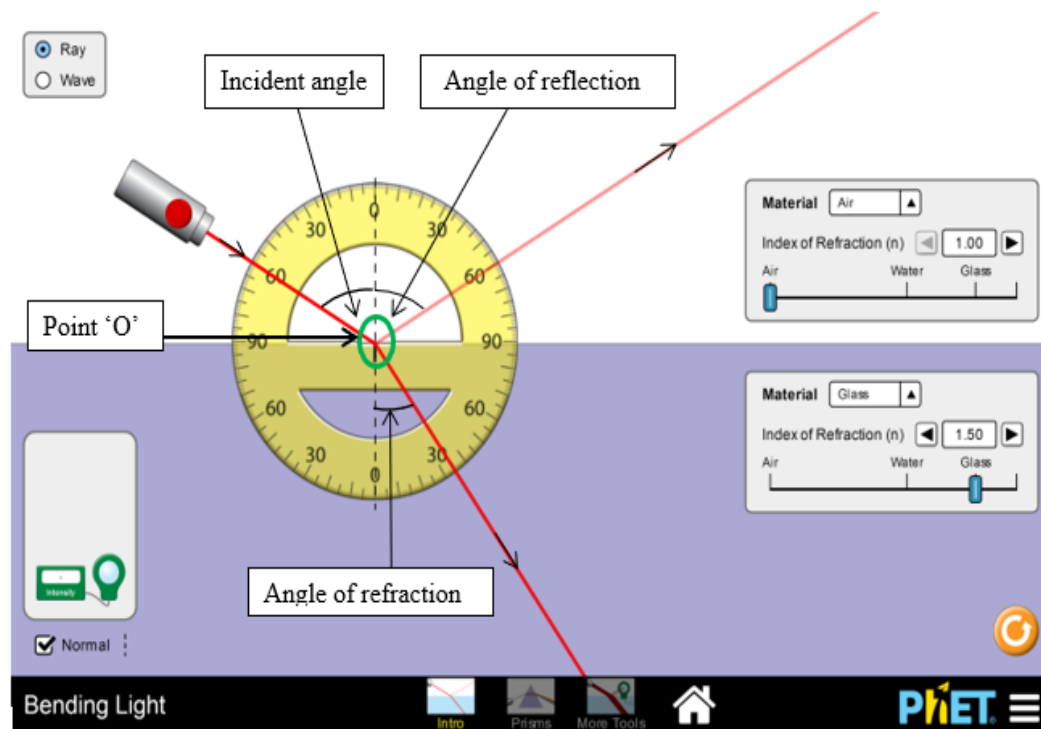 Ray
Wave
Incident angle
Angle of reflection
0
30
30
60
60
90
90
60
60
30
30
0
Point ‘O’
Material Air
Index of Refraction (n) 1.00
Air Water Glass
Material Glass
Index of Refraction (n) 1.50
Air Water Glass
Angle of refraction
Intensity
Normal
Bending Light
Intro
Prisms
More Tools
PhET